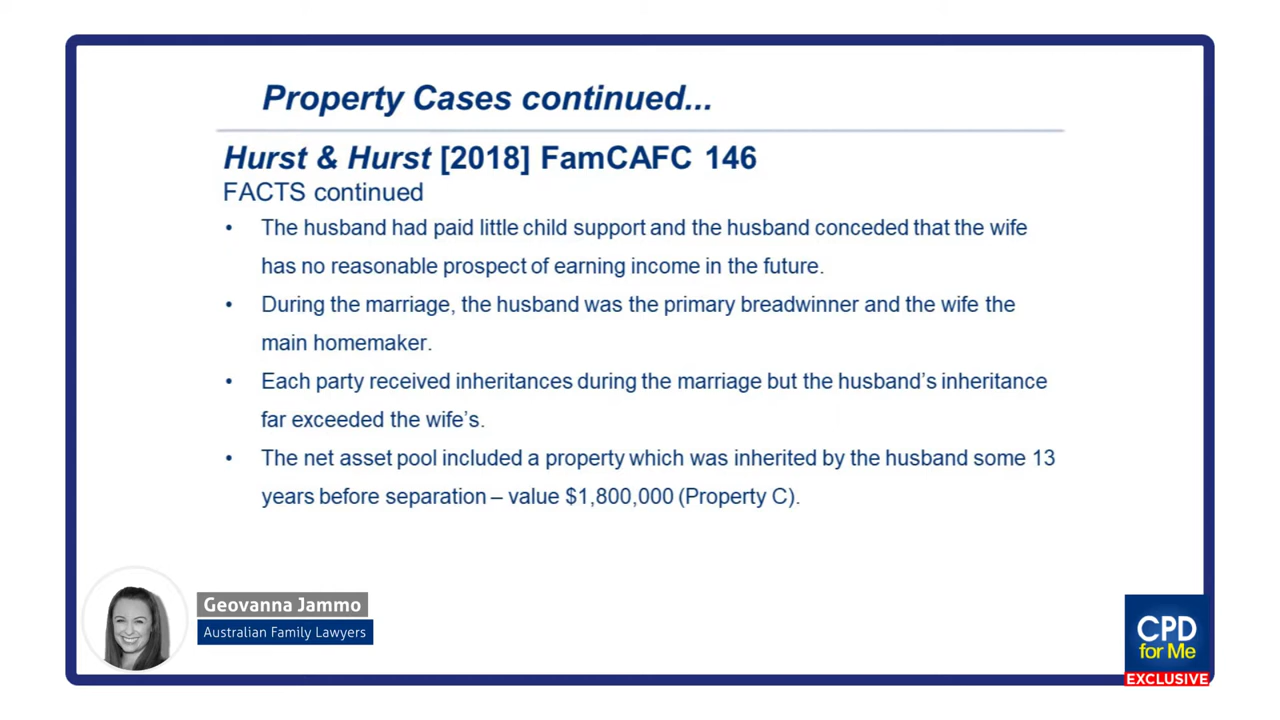 Property Cases continued...
Hurst & Hurst [2018] FamCAFC 146
FACTS continued
• The husband had paid little child support and the husband conceded that the wife
has no reasonable prospect of earning income in the future.
• During the marriage, the husband was the primary breadwinner and the wife the
main homemaker.
• Each party received inheritances during the marriage but the husband's inheritance
far exceeded the wife's.
• The net asset pool included a property which was inherited by the husband some 13
years before separation – value $1,800,000 (Property C).
Geovanna Jammo
Australian Family Lawyers
CPD
for Me
EXCLUSIVE